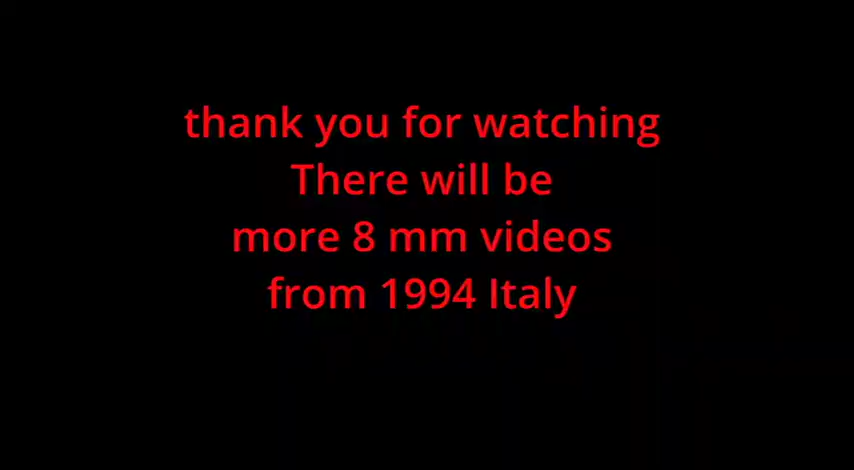 thank you for watching
There will be
more 8 mm videos
from 1994 Italy